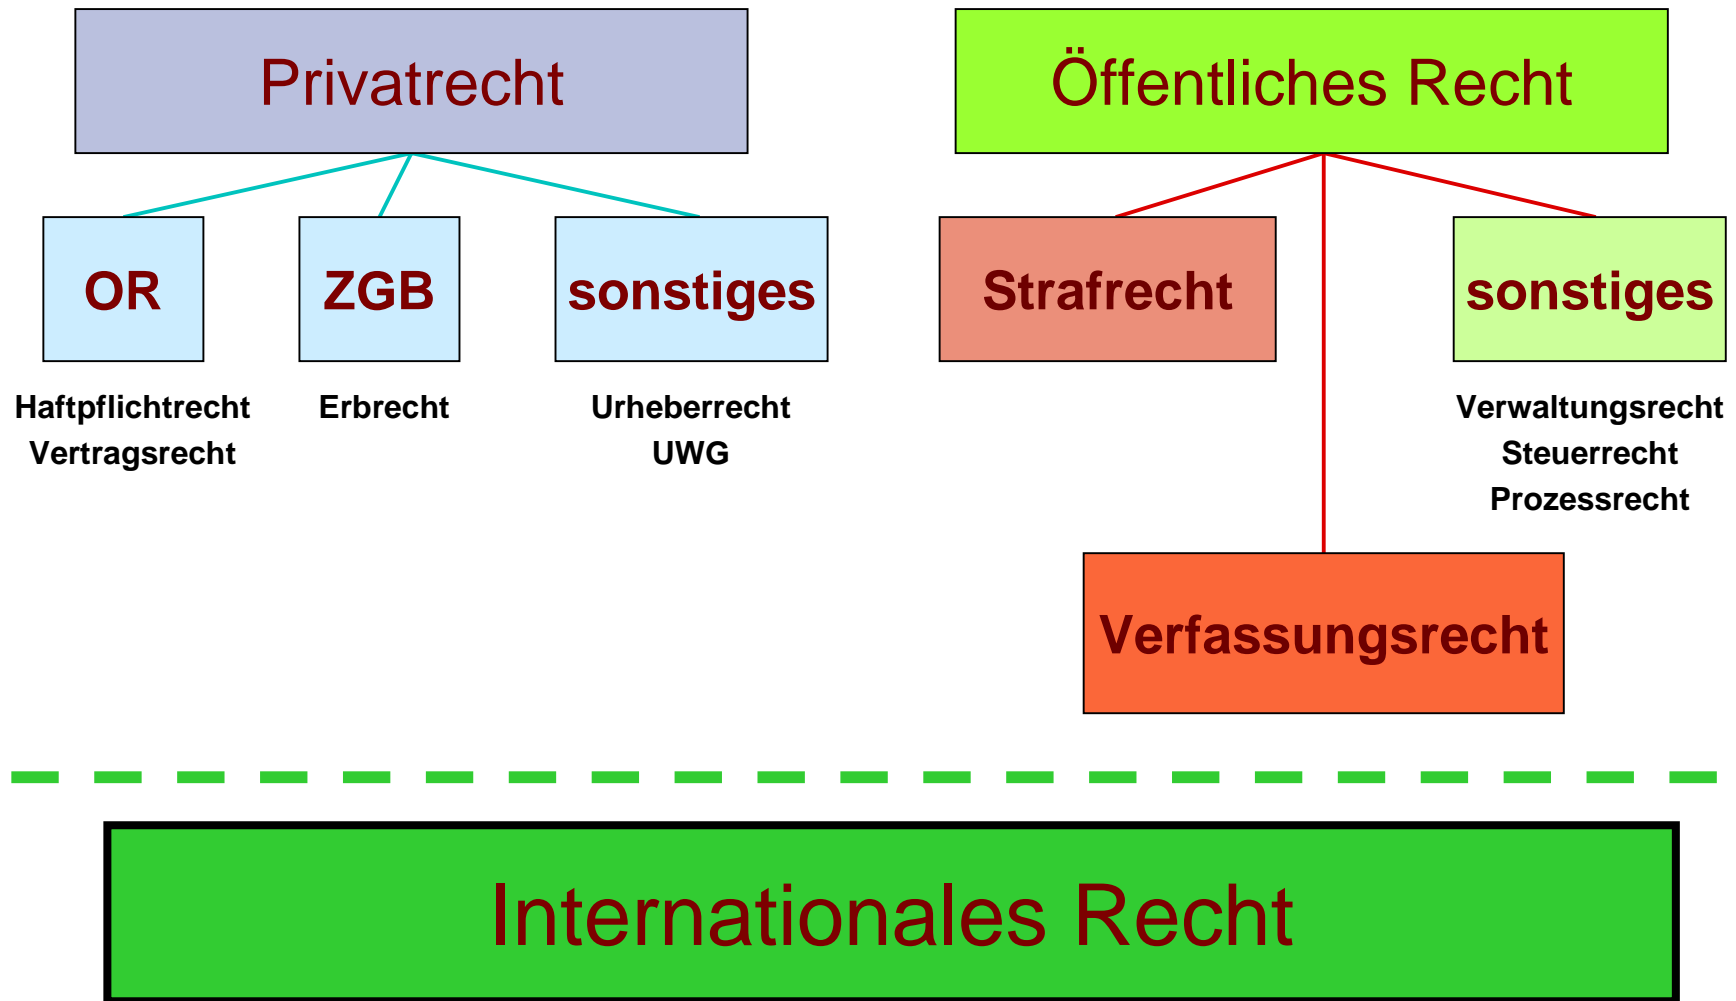 Privatrecht
Öffentliches Recht
OR
ZGB
sonstiges
Strafrecht
sonstiges
Haftpflichtrecht
Vertragsrecht
Erbrecht
Urheberrecht
UWG
Verwaltungsrecht
Steuerrecht
Prozessrecht
Verfassungsrecht
Internationales Recht